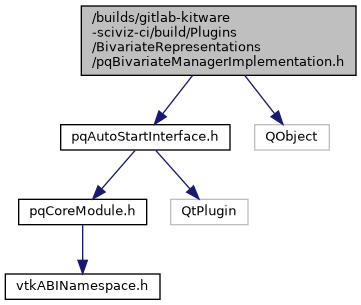 /builds/gitlab-kitware
-sciviz-ci/build/Plugins
/BivariateRepresentations
/pqBivariateManagerImplementation.h
pqAutoStartInterface.h
QObject
pqCoreModule.h
QtPlugin
vtkABINamespace.h